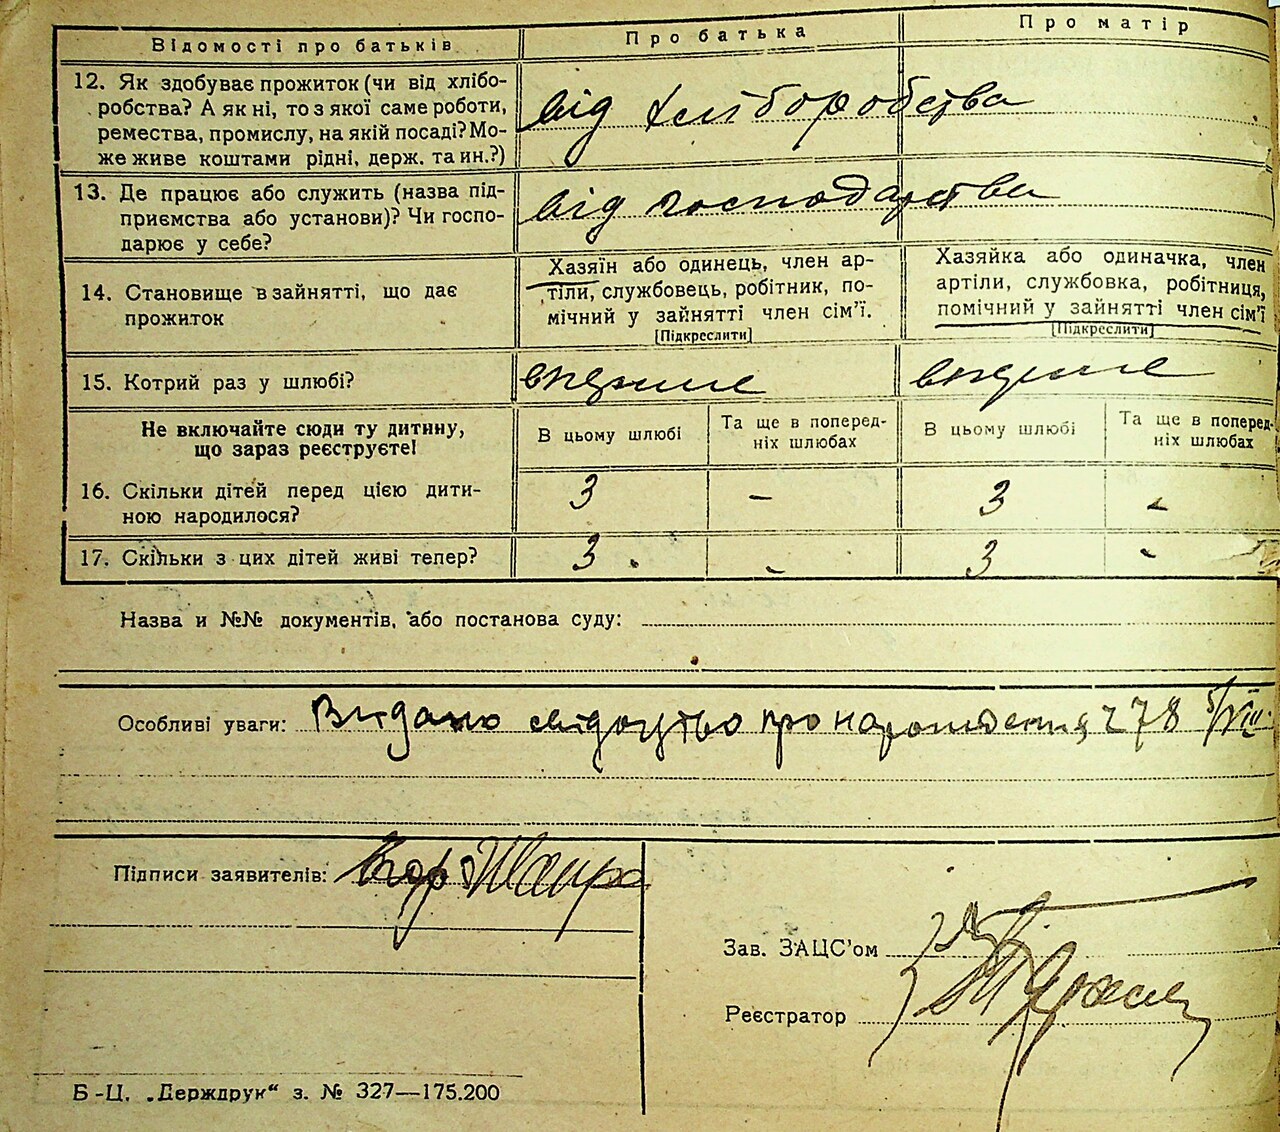 Відомості про батьків
Про батька
Про матір
12. Як здобуває прожиток (чи від хлібо-
робства? А як ні, то з якої саме роботи,
ремества, промислу, на якій посаді? Мо-
же живе коштами рідні, держ. та ин.?)
від хліборобства
13. Де працює або служить (назва під-
приємства або установи)? Чи госпо-
дарює у себе?
від господарства
14. Становище в зайнятті, що дає
прожиток
Хазяїн або одинець, член ар-
тіли, службовець, робітник, по-
мічний у зайнятті член сім'ї.
[Підкреслити]
Хазяйка або одиначка, член
артіли, службовка, робітниця,
помічний у зайнятті член сім'ї
[Підкреслити]
15. Котрий раз у шлюбі?
вперше
вперше
Не включайте сюди ту дитину,
що зараз реєструєте!
В цьому шлюбі
Та ще в поперед-
ніх шлюбах
В цьому шлюбі
Та ще в поперед-
ніх шлюбах
16. Скільки дітей перед цією дити-
ною народилося?
3
-
3
-
17. Скільки з цих дітей живі тепер?
3
-
3
-
Назва и №№ документів, або постанова суду:
Особливі уваги: Видано свідоцтво про народження 278 5/VIII
Підписи заявителів:
Зав. ЗАЦС'ом
Реєстратор
Б-Ц. „Держдрук“ з. № 327—175.200